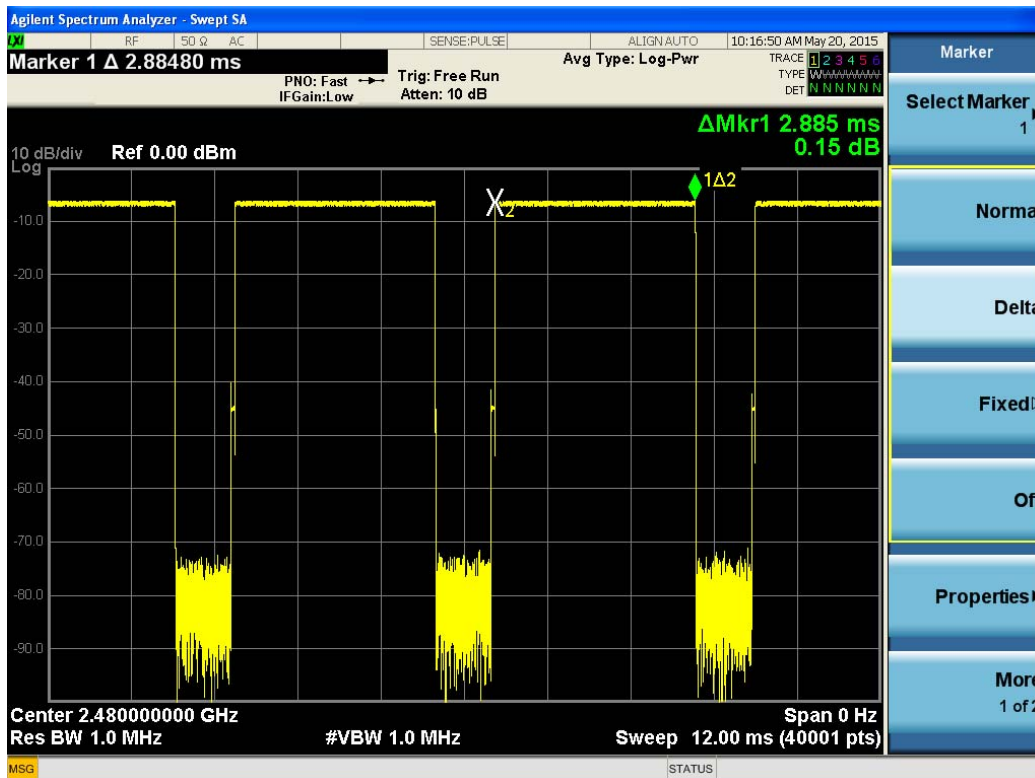 Agilent Spectrum Analyzer - Swept SA
LXI RF 50 Ω AC SENSE:PULSE ALIGN AUTO 10:16:50 AM May 20, 2015
Marker 1 Δ 2.88480 ms
PNO: Fast
IFGain:Low
Trig: Free Run
Atten: 10 dB
Avg Type: Log-Pwr
TRACE 1 2 3 4 5 6
TYPE
DET N N N N N N
ΔMkr1 2.885 ms
0.15 dB
10 dB/div Ref 0.00 dBm
Log
1Δ2
X2
-10.0
-20.0
-30.0
-40.0
-50.0
-60.0
-70.0
-80.0
-90.0
Center 2.480000000 GHz Span 0 Hz
Res BW 1.0 MHz #VBW 1.0 MHz Sweep 12.00 ms (40001 pts)
MSG STATUS
Marker
Select Marker
1
Norma
Delta
Fixed
Of
Properties
More
1 of 2